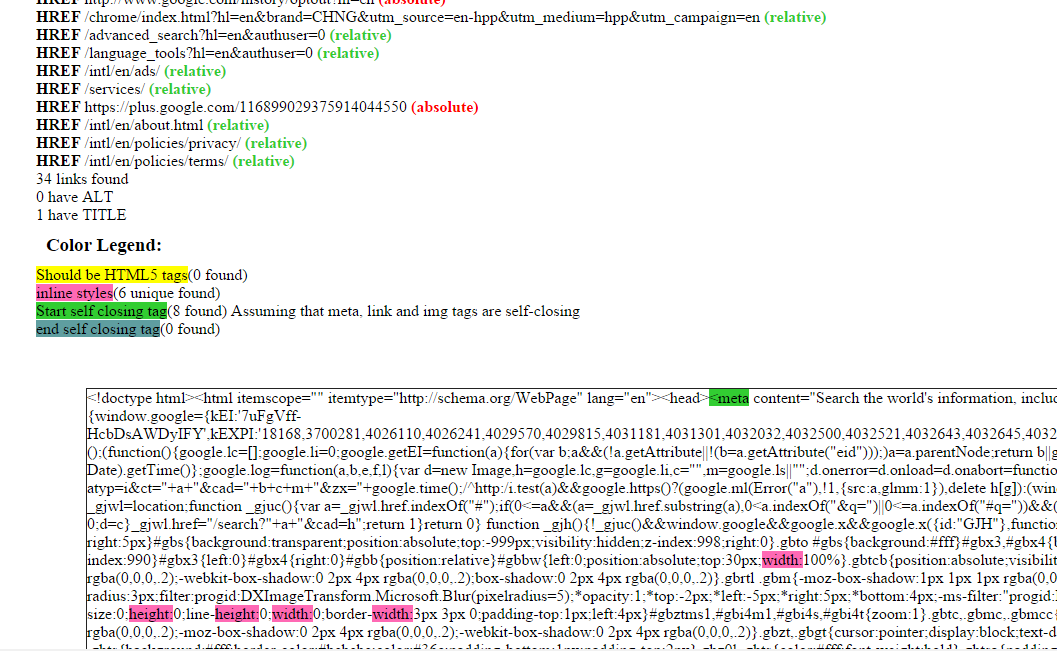 HREF http://www.google.com/history/optout?hl=en (absolute)
HREF /chrome/index.html?hl=en&brand=CHNG&utm_source=en-hpp&utm_medium=hpp&utm_campaign=en (relative)
HREF /advanced_search?hl=en&authuser=0 (relative)
HREF /language_tools?hl=en&authuser=0 (relative)
HREF /intl/en/ads/ (relative)
HREF /services/ (relative)
HREF https://plus.google.com/116899029375914044550 (absolute)
HREF /intl/en/about.html (relative)
HREF /intl/en/policies/privacy/ (relative)
HREF /intl/en/policies/terms/ (relative)
34 links found
0 have ALT
1 have TITLE
Color Legend:
Should be HTML5 tags(0 found)
inline styles(6 unique found)
Start self closing tag(8 found) Assuming that meta, link and img tags are self-closing
end self closing tag(0 found)
<!doctype html><html itemscope="" itemtype="http://schema.org/WebPage" lang="en"><head><meta content="Search the world's information, includ
{window.google={kEI:'7uFgVff-
HcbDsAWDyIFY',kEXPI:'18168,3700281,4026110,4026241,4029570,4029815,4031181,4031301,4032032,4032500,4032521,4032643,4032645,4032
();(function(){google.lc=[];google.li=0;google.getEI=function(a){for(var b;a&&(!a.getAttribute||!(b=a.getAttribute("eid")));)a=a.parentNode;return b||g
Date).getTime()};google.log=function(a,b,e,f,l){var d=new Image,h=google.lc,g=google.li,c="",m=google.ls||"";d.onerror=d.onload=d.onabort=functio
atyp=i&ct="+a+"&cad="+b+c+m+"&zx="+google.time();/^http:/i.test(a)&&google.https()?(google.ml(Error("a"),!1,{src:a,glmm:1}),delete h[g]):(win
_gjwl=location;function _gjuc(){var a=_gjwl.href.indexOf("#");if(0<=a&&(a=_gjwl.href.substring(a),0<a.indexOf("&q=")||0<=a.indexOf("#q="))&&(
0;d=c}_gjwl.href="/search?"+a+"&cad=h";return 1}return 0} function _gjh(){!_gjuc()&&window.google&&google.x&&google.x({id:"GJH"},function
right:5px}#gbs{background:transparent;position:absolute;top:-999px;visibility:hidden;z-index:998;right:0}.gbto #gbs{background:#fff}#gbx3,#gbx4{b
index:990}#gbx3{left:0}#gbx4{right:0}#gbb{position:relative}#gbbw{left:0;position:absolute;top:30px;width:100%}.gbtcb{position:absolute;visibilit
rgba(0,0,0,.2);-webkit-box-shadow:0 2px 4px rgba(0,0,0,.2);box-shadow:0 2px 4px rgba(0,0,0,.2)}.gbrtl .gbm{-moz-box-shadow:1px 1px 1px rgba(0,0
radius:3px;filter:progid:DXImageTransform.Microsoft.Blur(pixelradius=5);*opacity:1;*top:-2px;*left:-5px;*right:5px;*bottom:4px;-ms-filter:"progid:D
size:0;height:0;line-height:0;width:0;border-width:3px 3px 0;padding-top:1px;left:4px}#gbztms1,#gbi4m1,#gbi4s,#gbi4t{zoom:1}.gbtc,.gbmc,.gbmcc{
rgba(0,0,0,.2);-moz-box-shadow:0 2px 4px rgba(0,0,0,.2);-webkit-box-shadow:0 2px 4px rgba(0,0,0,.2)}.gbzt,.gbgt{cursor:pointer;display:block;text-d